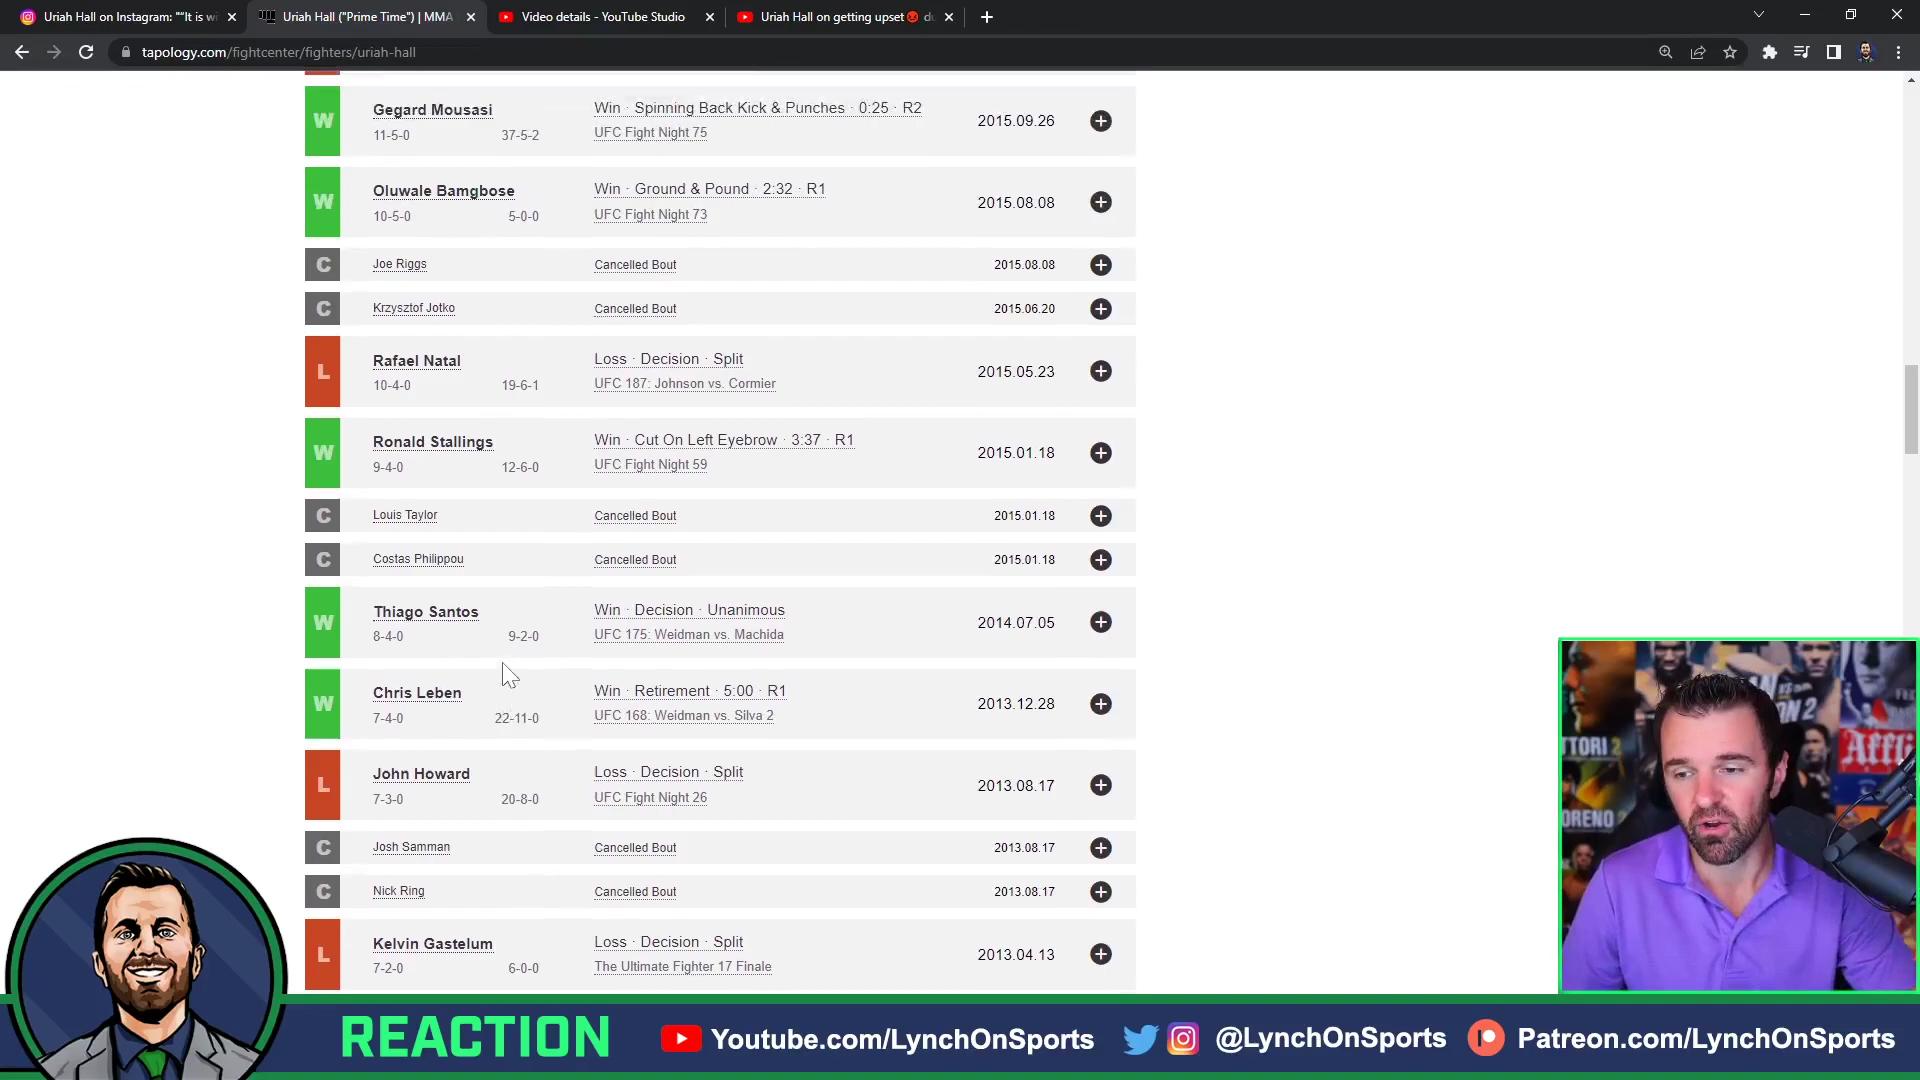 Uriah Hall on Instagram: "“It is wi
Uriah Hall ("Prime Time") | MMA
Video details - YouTube Studio
Uriah Hall on getting upset😡 du
tapology.com/fightcenter/fighters/uriah-hall
W
Gegard Mousasi
Win · Spinning Back Kick & Punches · 0:25 · R2
11-5-0
37-5-2
UFC Fight Night 75
2015.09.26
W
Oluwale Bamgbose
Win · Ground & Pound · 2:32 · R1
10-5-0
5-0-0
UFC Fight Night 73
2015.08.08
C
Joe Riggs
Cancelled Bout
2015.08.08
C
Krzysztof Jotko
Cancelled Bout
2015.06.20
L
Rafael Natal
Loss · Decision · Split
10-4-0
19-6-1
UFC 187: Johnson vs. Cormier
2015.05.23
W
Ronald Stallings
Win · Cut On Left Eyebrow · 3:37 · R1
9-4-0
12-6-0
UFC Fight Night 59
2015.01.18
C
Louis Taylor
Cancelled Bout
2015.01.18
C
Costas Philippou
Cancelled Bout
2015.01.18
W
Thiago Santos
Win · Decision · Unanimous
8-4-0
9-2-0
UFC 175: Weidman vs. Machida
2014.07.05
W
Chris Leben
Win · Retirement · 5:00 · R1
7-4-0
22-11-0
UFC 168: Weidman vs. Silva 2
2013.12.28
L
John Howard
Loss · Decision · Split
7-3-0
20-8-0
UFC Fight Night 26
2013.08.17
C
Josh Samman
Cancelled Bout
2013.08.17
C
Nick Ring
Cancelled Bout
2013.08.17
L
Kelvin Gastelum
Loss · Decision · Split
7-2-0
6-0-0
The Ultimate Fighter 17 Finale
2013.04.13
TTORI 2
ORENO
ON 2
Affli
REACTION
Youtube.com/LynchOnSports
@LynchOnSports
Patreon.com/LynchOnSports